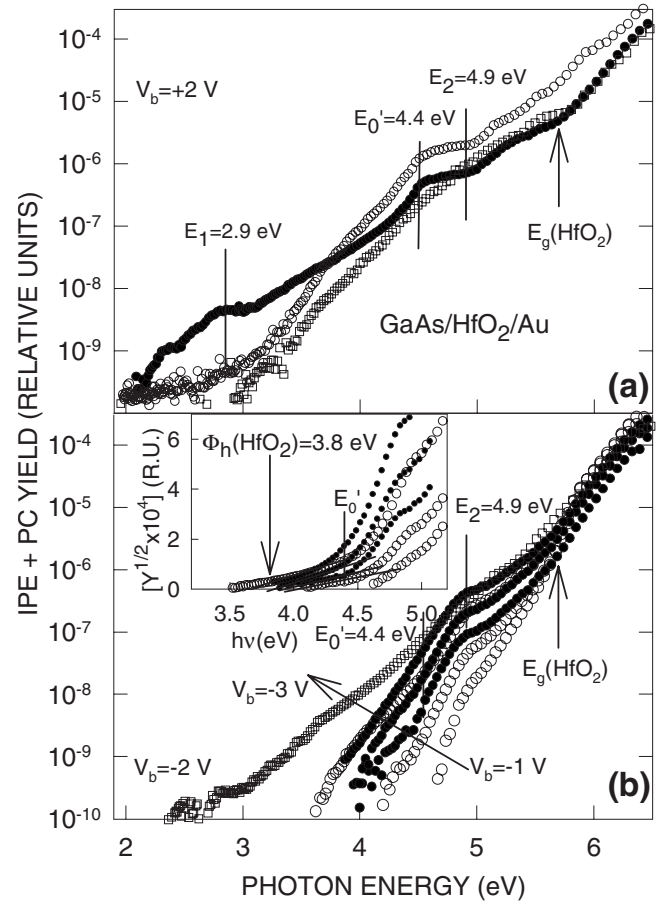 10⁻⁴
10⁻⁵
10⁻⁶
10⁻⁷
10⁻⁸
10⁻⁹
V_b=+2 V
E₂=4.9 eV
E₀'=4.4 eV
E₁=2.9 eV
E_g(HfO₂)
GaAs/HfO₂/Au
(a)
IPE + PC YIELD (RELATIVE UNITS)
10⁻⁴
10⁻⁵
10⁻⁶
10⁻⁷
10⁻⁸
10⁻⁹
10⁻¹⁰
[Y^1/2 x10⁴] (R.U.)
6
4
2
0
Φ_h(HfO₂)=3.8 eV
E₀'
3.5 4.0 4.5 5.0
hν(eV)
E₀'=4.4 eV
E₂=4.9 eV
E_g(HfO₂)
V_b=-3 V
V_b=-2 V
V_b=-1 V
(b)
2 3 4 5 6
PHOTON ENERGY (eV)